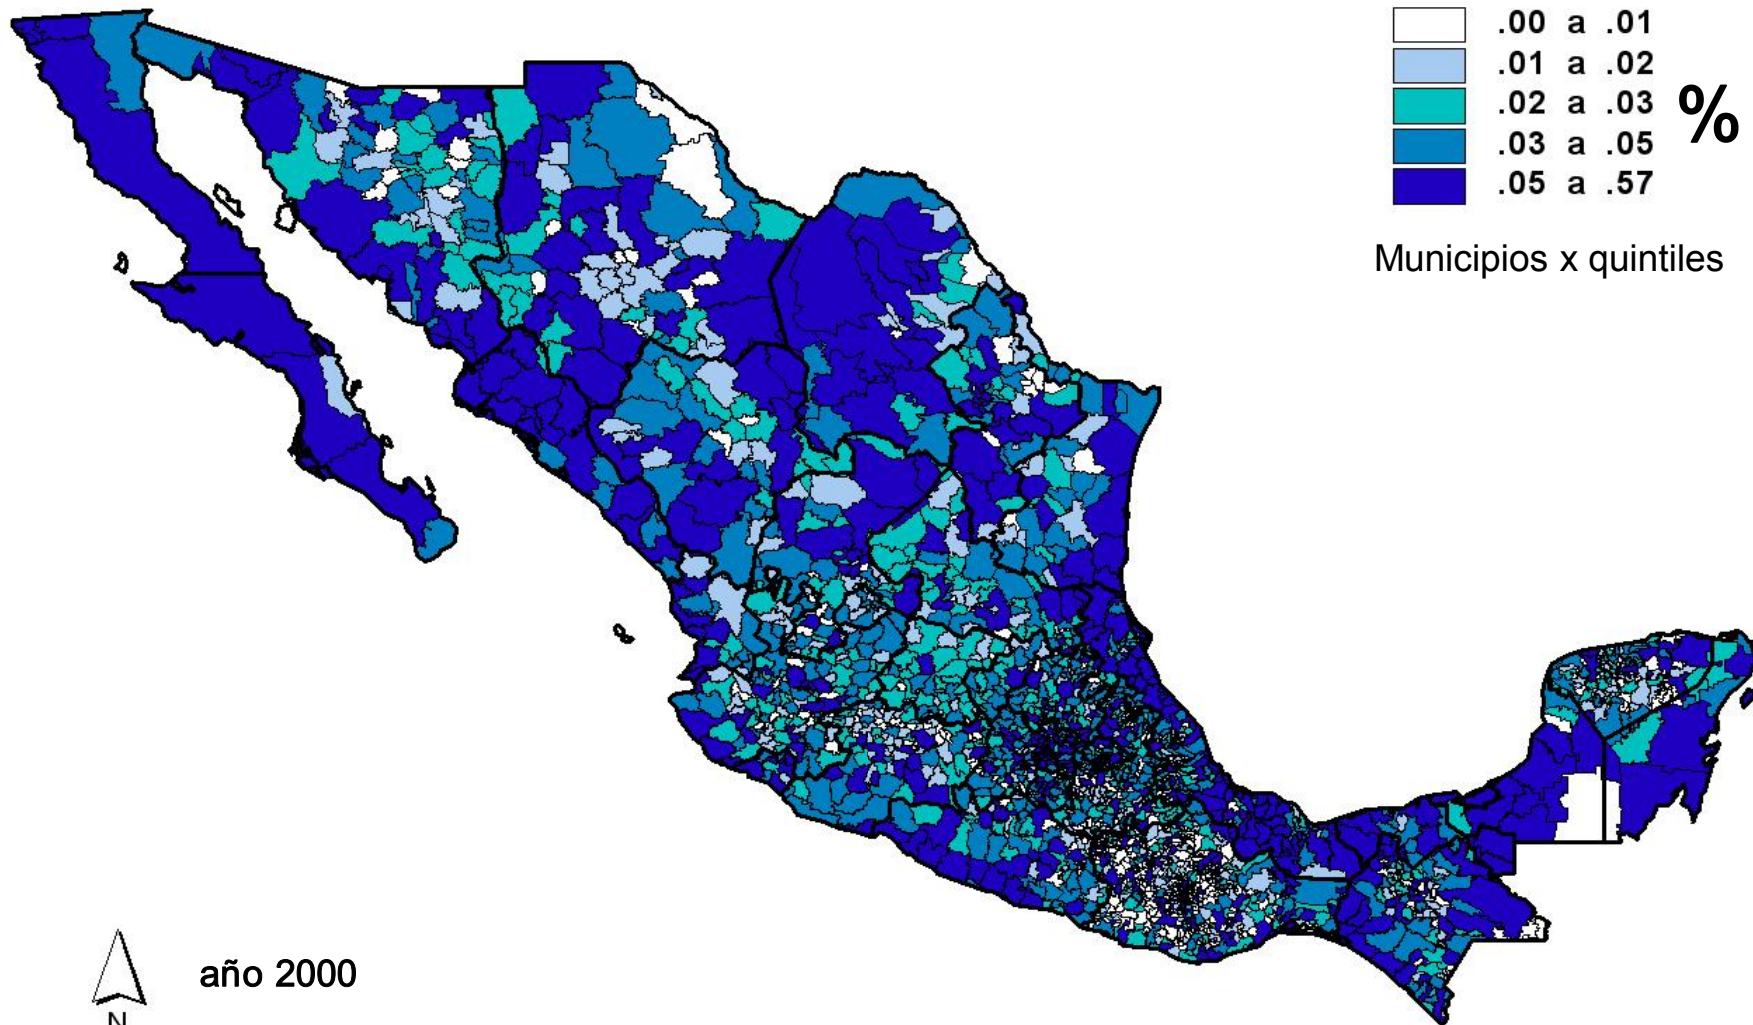 .00 a .01
.01 a .02
.02 a .03
.03 a .05
.05 a .57
%
Municipios x quintiles
año 2000
N